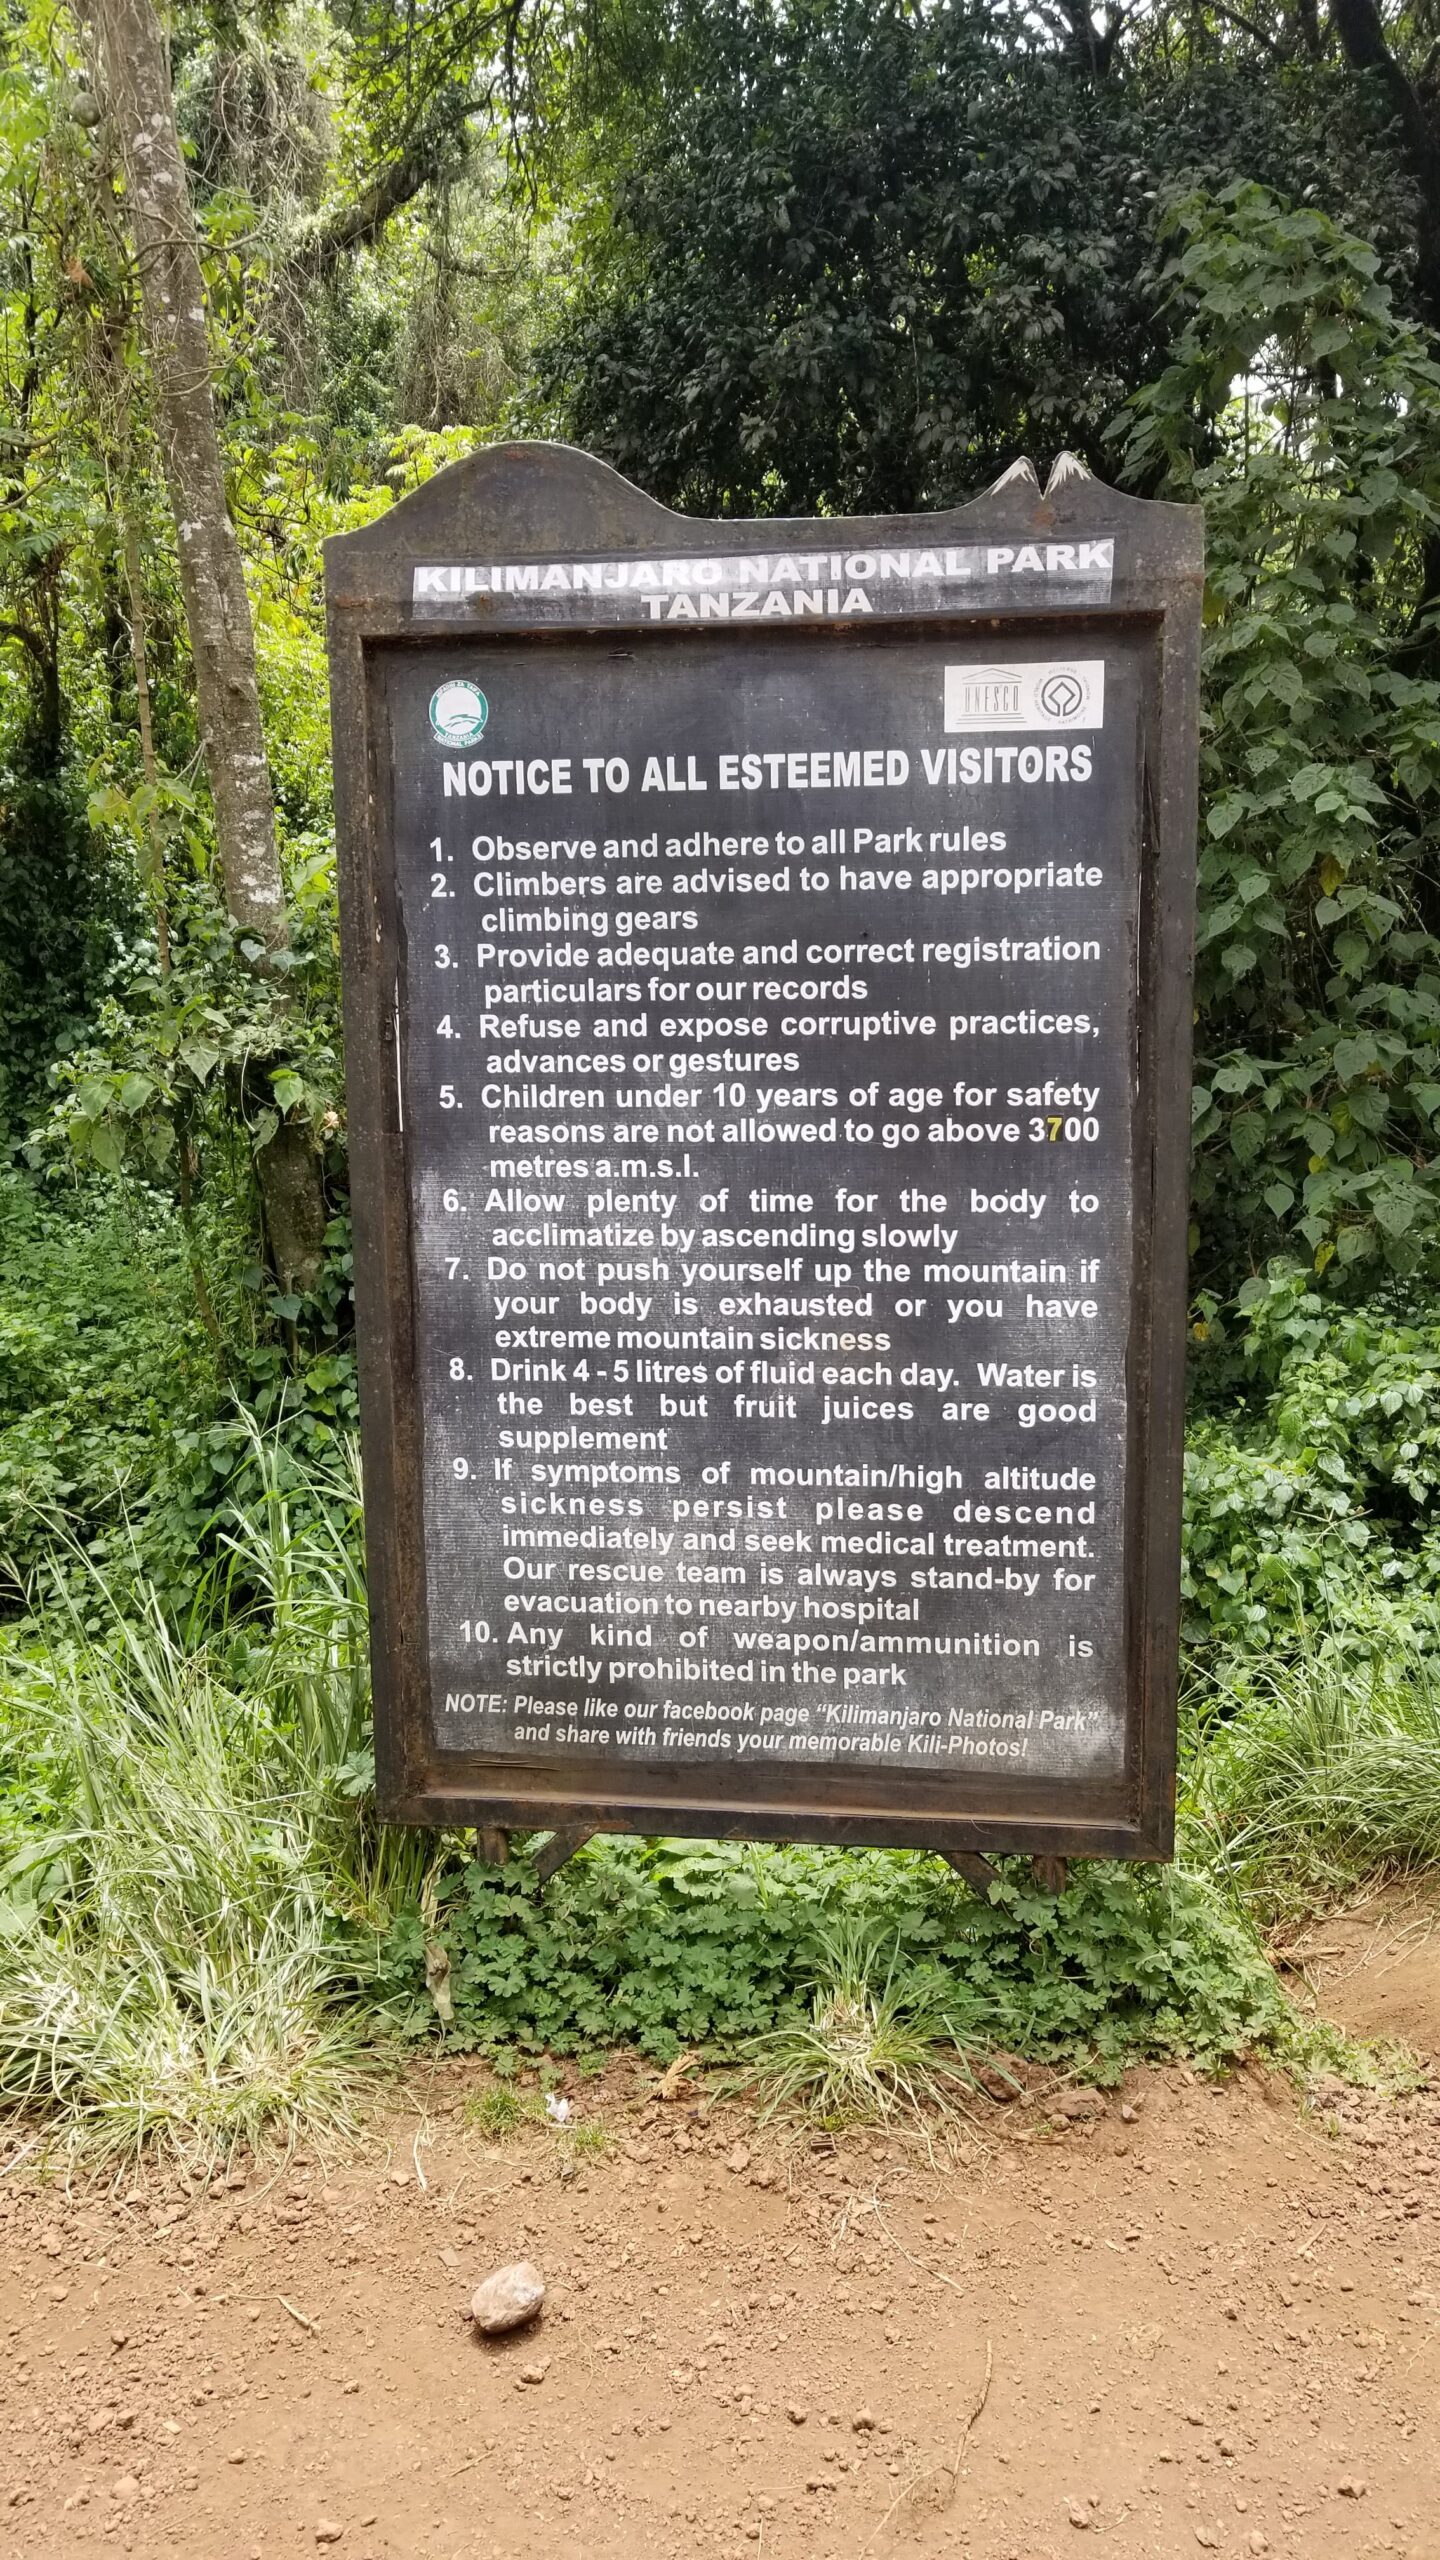 KILIMANJARO NATIONAL PARK
TANZANIA
TANZANIA
NATIONAL PARKS
UNESCO
NOTICE TO ALL ESTEEMED VISITORS
1. Observe and adhere to all Park rules
2. Climbers are advised to have appropriate
climbing gears
3. Provide adequate and correct registration
particulars for our records
4. Refuse and expose corruptive practices,
advances or gestures
5. Children under 10 years of age for safety
reasons are not allowed to go above 3700
metres a.m.s.l.
6. Allow plenty of time for the body to
acclimatize by ascending slowly
7. Do not push yourself up the mountain if
your body is exhausted or you have
extreme mountain sickness
8. Drink 4 - 5 litres of fluid each day. Water is
the best but fruit juices are good
supplement
9. If symptoms of mountain/high altitude
sickness persist please descend
immediately and seek medical treatment.
Our rescue team is always stand-by for
evacuation to nearby hospital
10. Any kind of weapon/ammunition is
strictly prohibited in the park
NOTE: Please like our facebook page “Kilimanjaro National Park”
and share with friends your memorable Kili-Photos!